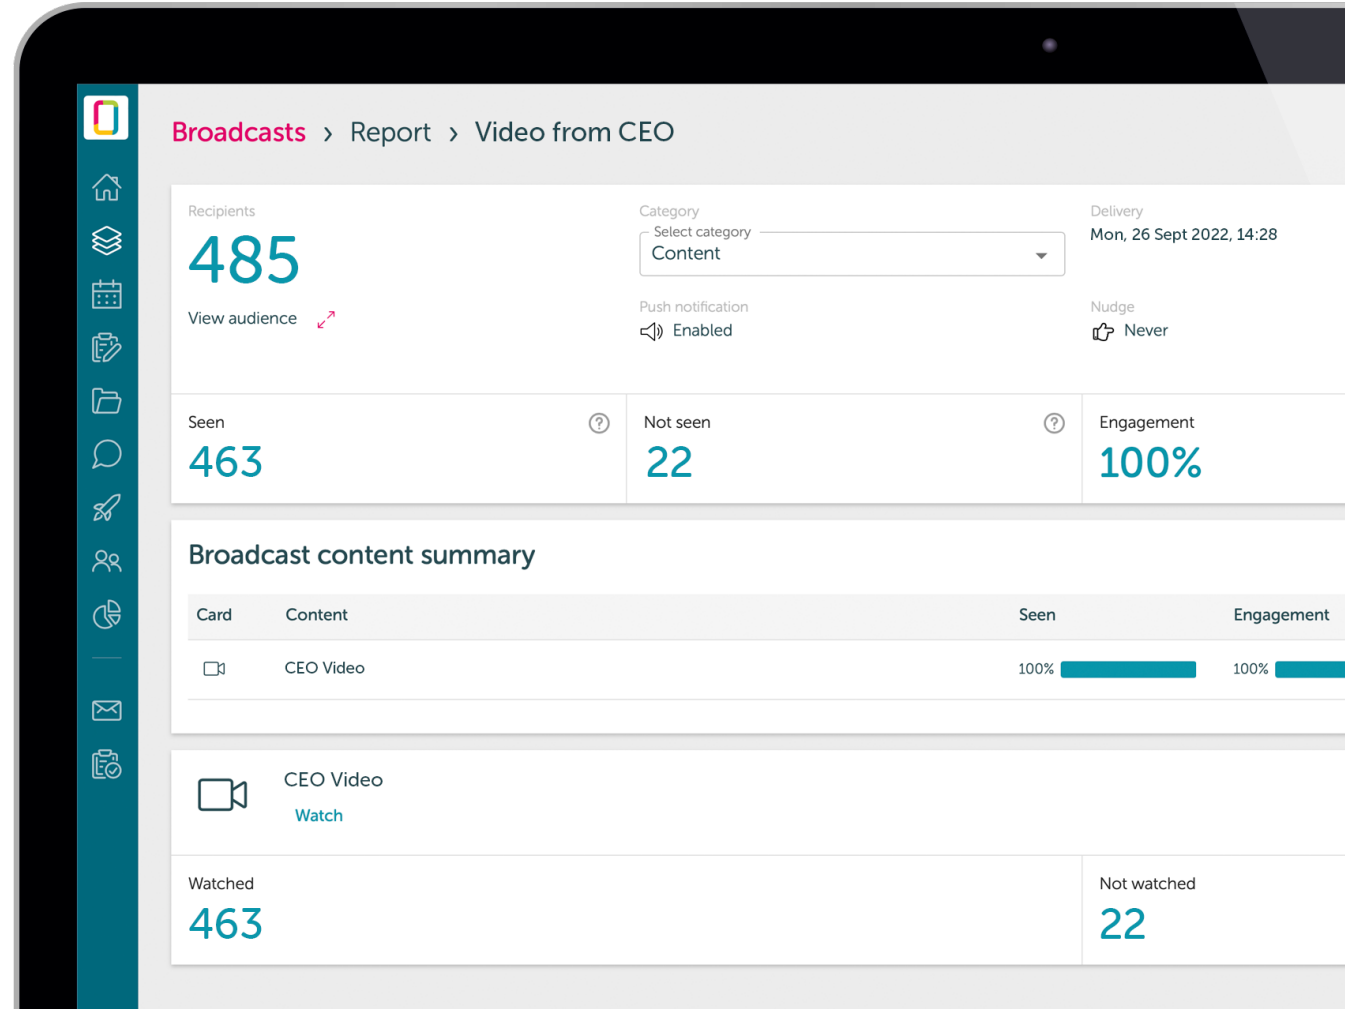 Broadcasts › Report › Video from CEO
Recipients
485
View audience
Category
Select category
Content
Push notification
Enabled
Delivery
Mon, 26 Sept 2022, 14:28
Nudge
Never
Seen
463
Not seen
22
Engagement
100%
Broadcast content summary
Card Content Seen Engagement
CEO Video 100% 100%
CEO Video
Watch
Watched
463
Not watched
22